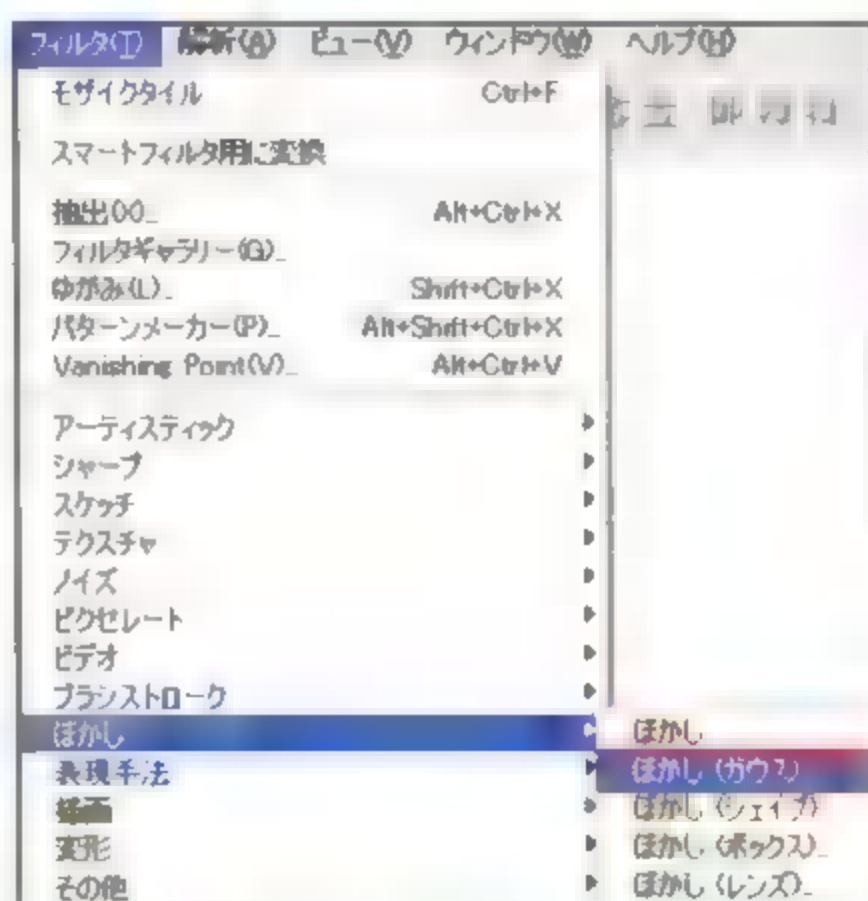 フィルタ(T) 解析(A) ビュー(V) ウィンドウ(W) ヘルプ(H)
モザイクタイル Ctrl+F
スマートフィルタ用に変換
抽出(X)... Alt+Ctrl+X
フィルタギャラリー(G)...
ゆがみ(L)... Shift+Ctrl+X
パターンメーカー(P)... Alt+Shift+Ctrl+X
Vanishing Point(V)... Alt+Ctrl+V
アーティスティック
シャープ
スケッチ
テクスチャ
ノイズ
ピクセレート
ビデオ
ブラシストローク
ぼかし ぼかし
表現手法 ぼかし (ガウス)
描画 ぼかし (シェイプ)
変形 ぼかし (ボックス)...
その他 ぼかし (レンズ)...